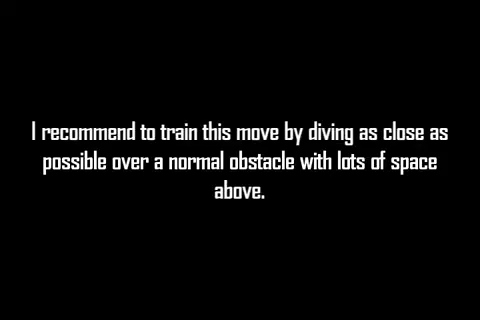 I recommend to train this move by diving as close as
possible over a normal obstacle with lots of space
above.